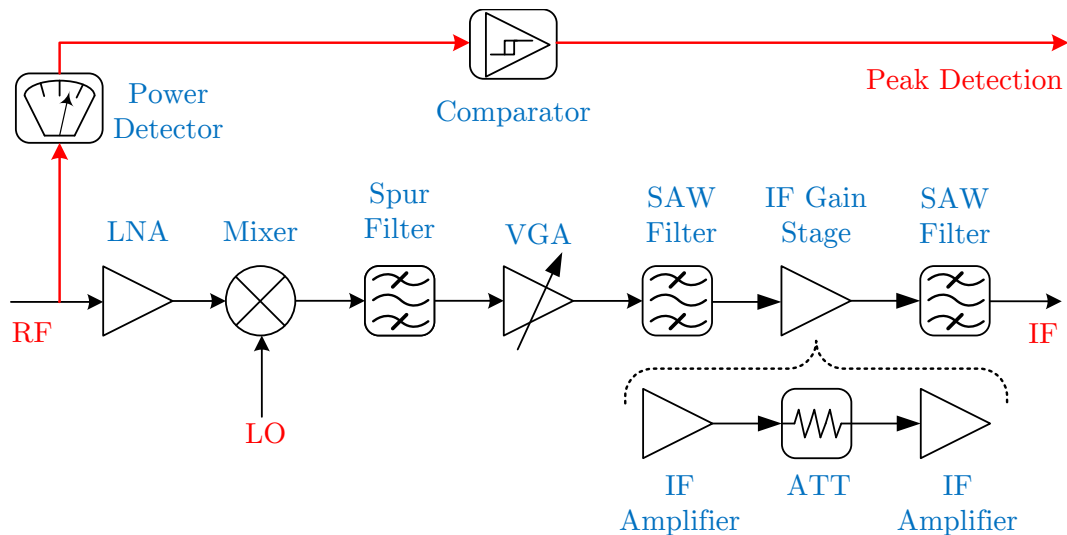 Peak Detection
Power
Detector
Comparator
LNA
Mixer
Spur
Filter
VGA
SAW
Filter
IF Gain
Stage
SAW
Filter
RF
IF
LO
IF
Amplifier
ATT
IF
Amplifier